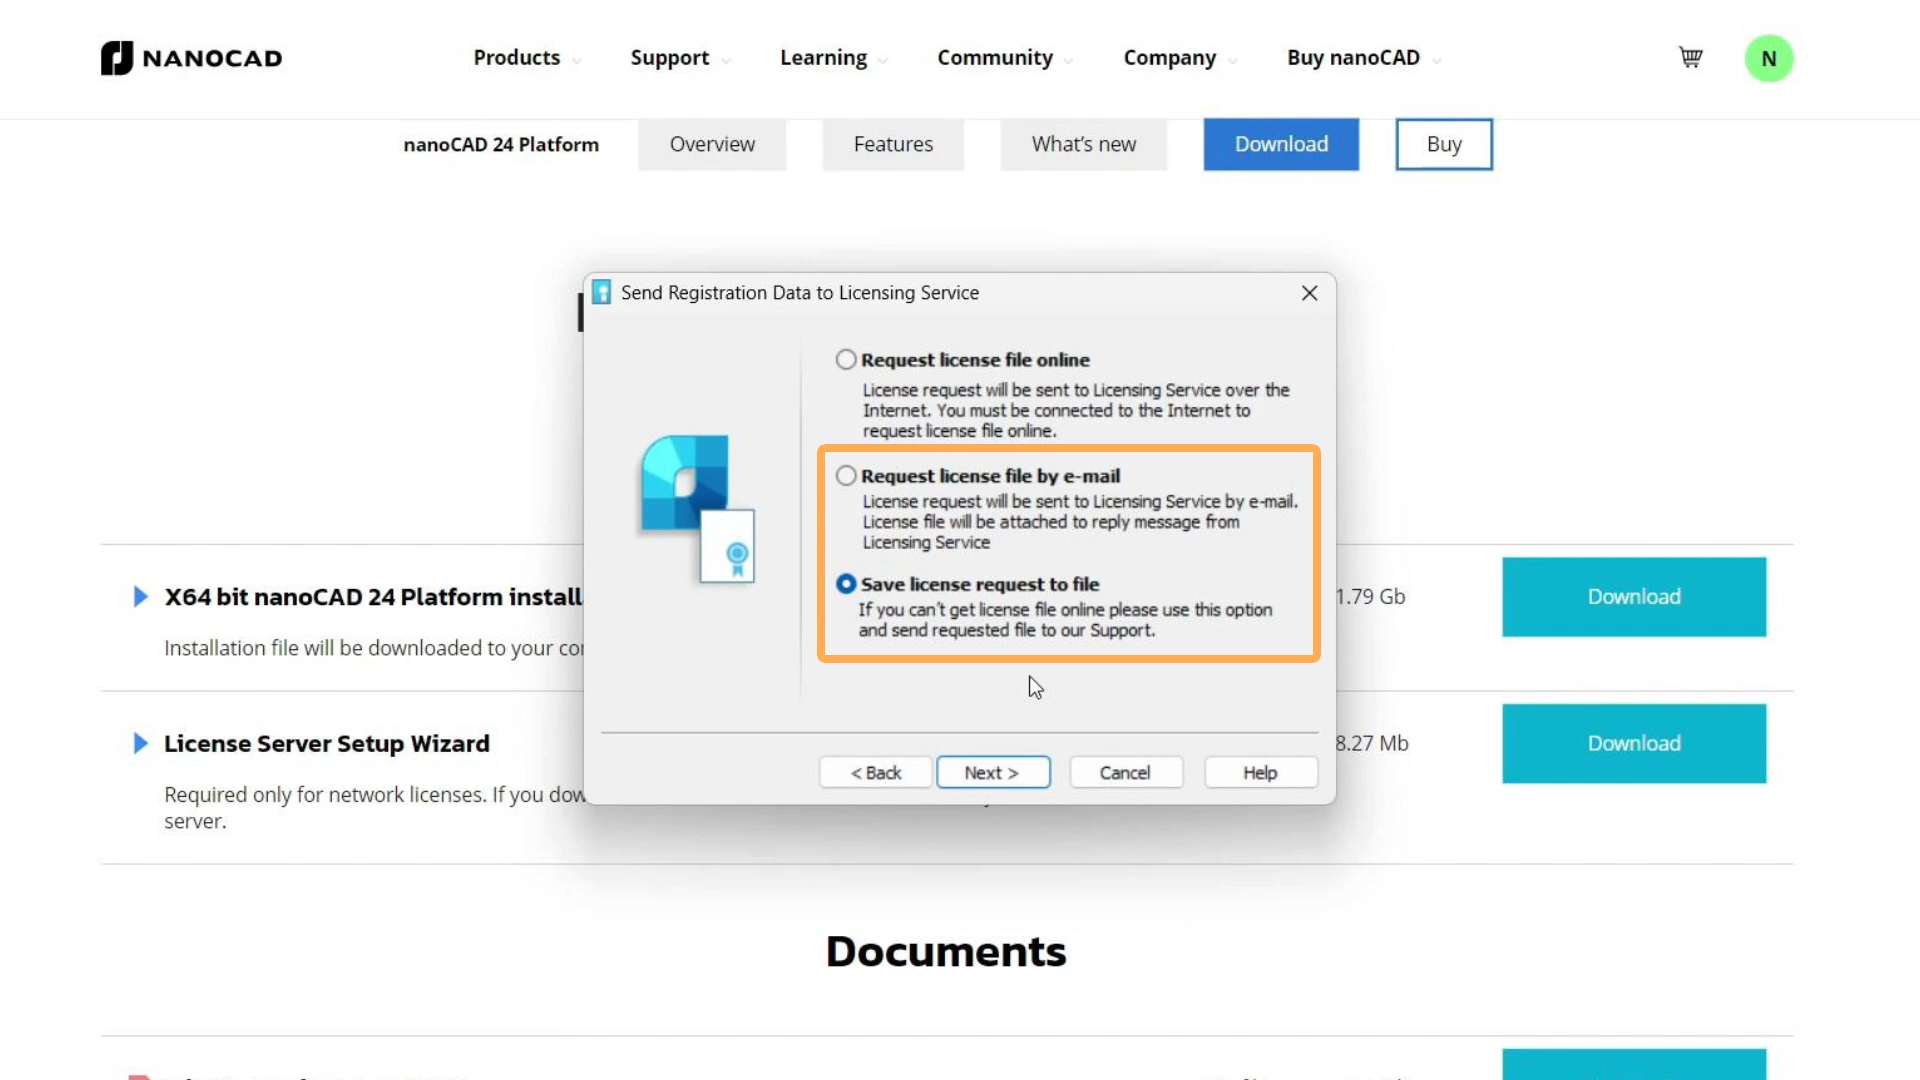 NANOCAD
Products
Support
Learning
Community
Company
Buy nanoCAD
N
nanoCAD 24 Platform
Overview
Features
What's new
Download
Buy
Send Registration Data to Licensing Service
Request license file online
License request will be sent to Licensing Service over the
Internet. You must be connected to the Internet to
request license file online.
Request license file by e-mail
License request will be sent to Licensing Service by e-mail.
License file will be attached to reply message from
Licensing Service
Save license request to file
If you can't get license file online please use this option
and send requested file to our Support.
< Back
Next >
Cancel
Help
X64 bit nanoCAD 24 Platform install
1.79 Gb
Download
Installation file will be downloaded to your
License Server Setup Wizard
8.27 Mb
Download
Required only for network licenses. If you
server.
Documents